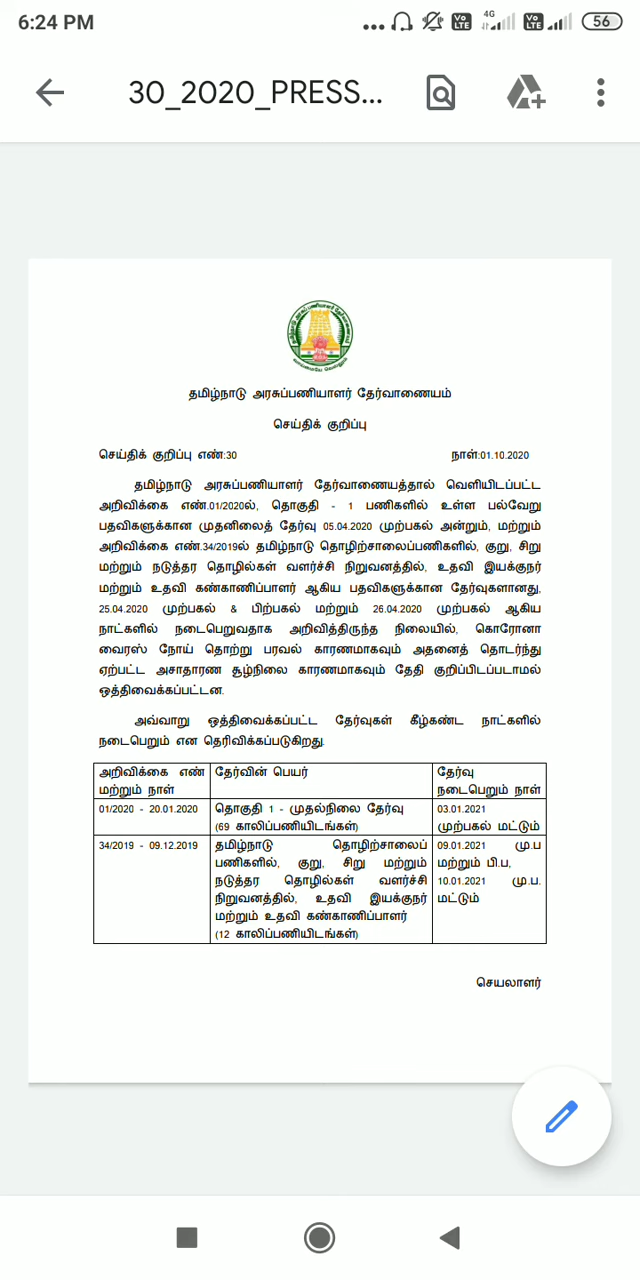 6:24 PM
4G
Vo
LTE
Vo
LTE
56
30_2020_PRESS...
தமிழ்நாடு அரசுப்பணியாளர் தேர்வாணையம்
செய்திக் குறிப்பு
செய்திக் குறிப்பு எண்:30 நாள்:01.10.2020
தமிழ்நாடு அரசுப்பணியாளர் தேர்வாணையத்தால் வெளியிடப்பட்ட
அறிவிக்கை எண்.01/2020ல், தொகுதி - 1 பணிகளில் உள்ள பல்வேறு
பதவிகளுக்கான முதனிலைத் தேர்வு 05.04.2020 முற்பகல் அன்றும், மற்றும்
அறிவிக்கை எண்.34/2019ல் தமிழ்நாடு தொழிற்சாலைப்பணிகளில், குறு, சிறு
மற்றும் நடுத்தர தொழில்கள் வளர்ச்சி நிறுவனத்தில், உதவி இயக்குநர்
மற்றும் உதவி கண்காணிப்பாளர் ஆகிய பதவிகளுக்கான தேர்வுகளானது,
25.04.2020 முற்பகல் & பிற்பகல் மற்றும் 26.04.2020 முற்பகல் ஆகிய
நாட்களில் நடைபெறுவதாக அறிவித்திருந்த நிலையில், கொரோனா
வைரஸ் நோய் தொற்று பரவல் காரணமாகவும் அதனைத் தொடர்ந்து
ஏற்பட்ட அசாதாரண சூழ்நிலை காரணமாகவும் தேதி குறிப்பிடப்படாமல்
ஒத்திவைக்கப்பட்டன.
அவ்வாறு ஒத்திவைக்கப்பட்ட தேர்வுகள் கீழ்கண்ட நாட்களில்
நடைபெறும் என தெரிவிக்கப்படுகிறது.
அறிவிக்கை எண் மற்றும் நாள்
தேர்வின் பெயர்
தேர்வு நடைபெறும் நாள்
01/2020 - 20.01.2020
தொகுதி 1 - முதல்நிலை தேர்வு
(69 காலிப்பணியிடங்கள்)
03.01.2021
முற்பகல் மட்டும்
34/2019 - 09.12.2019
தமிழ்நாடு தொழிற்சாலைப்
பணிகளில், குறு, சிறு மற்றும்
நடுத்தர தொழில்கள் வளர்ச்சி
நிறுவனத்தில், உதவி இயக்குநர்
மற்றும் உதவி கண்காணிப்பாளர்
(12 காலிப்பணியிடங்கள்)
09.01.2021 மு.ப
மற்றும் பி.ப,
10.01.2021 மு.ப.
மட்டும்
செயலாளர்